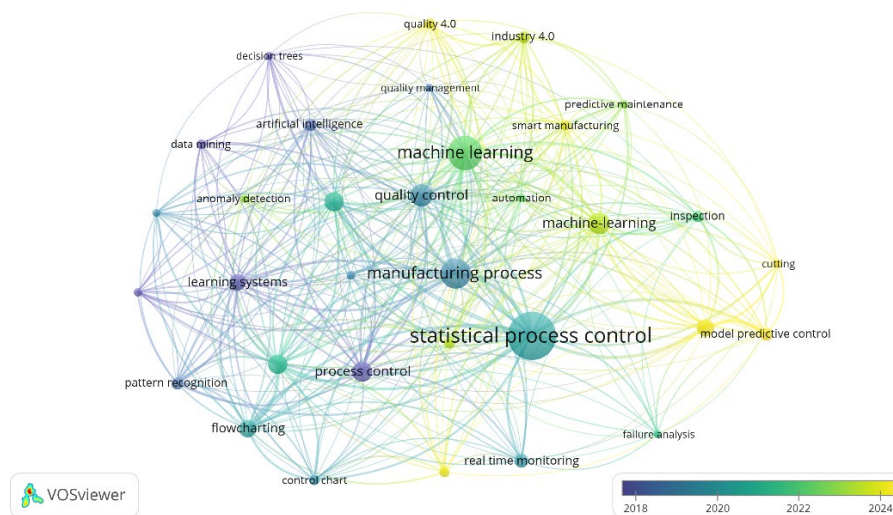 quality 4.0
industry 4.0
decision trees
quality management
predictive maintenance
artificial intelligence
smart manufacturing
data mining
machine learning
anomaly detection
quality control
automation
machine-learning
inspection
cutting
learning systems
manufacturing process
statistical process control
model predictive control
process control
pattern recognition
flowcharting
failure analysis
real time monitoring
control chart
VOSviewer
2018 2020 2022 2024